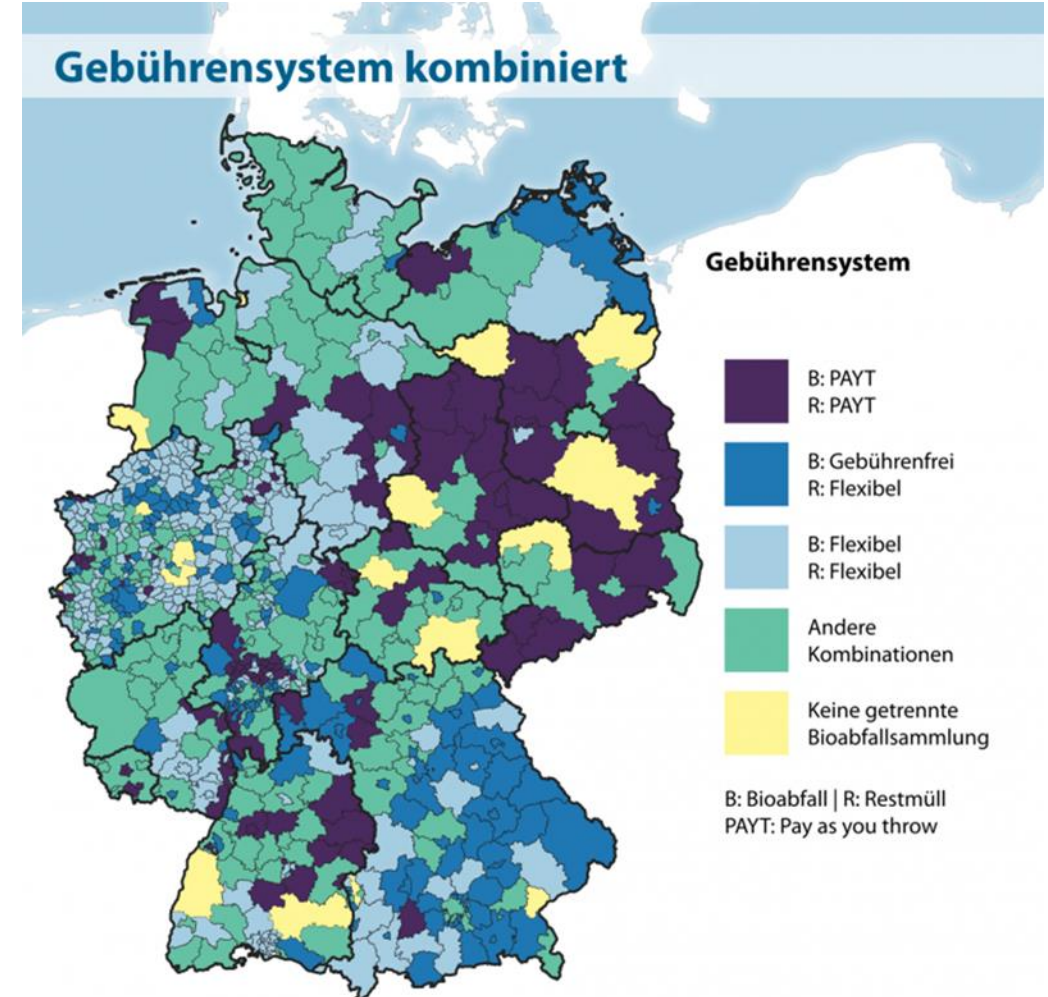 Gebührensystem kombiniert
Gebührensystem
B: PAYT
R: PAYT
B: Gebührenfrei
R: Flexibel
B: Flexibel
R: Flexibel
Andere
Kombinationen
Keine getrennte
Bioabfallsammlung
B: Bioabfall | R: Restmüll
PAYT: Pay as you throw